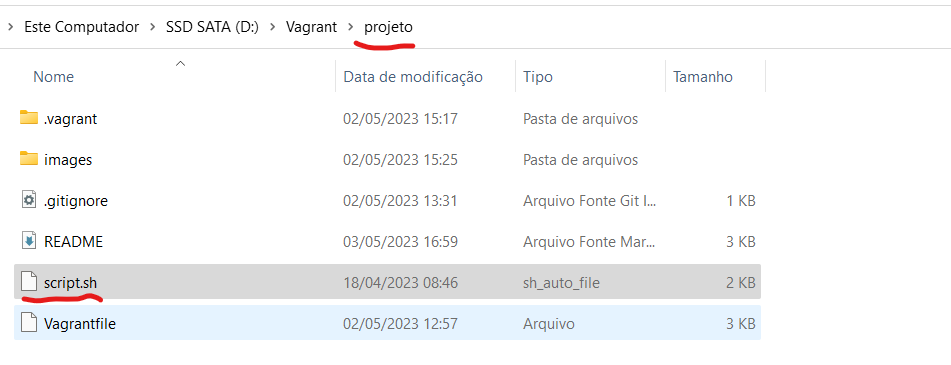 Este Computador > SSD SATA (D:) > Vagrant > projeto
Nome Data de modificação Tipo Tamanho
.vagrant 02/05/2023 15:17 Pasta de arquivos
images 02/05/2023 15:25 Pasta de arquivos
.gitignore 02/05/2023 13:31 Arquivo Fonte Git I... 1 KB
README 03/05/2023 16:59 Arquivo Fonte Mar... 3 KB
script.sh 18/04/2023 08:46 sh_auto_file 2 KB
Vagrantfile 02/05/2023 12:57 Arquivo 3 KB